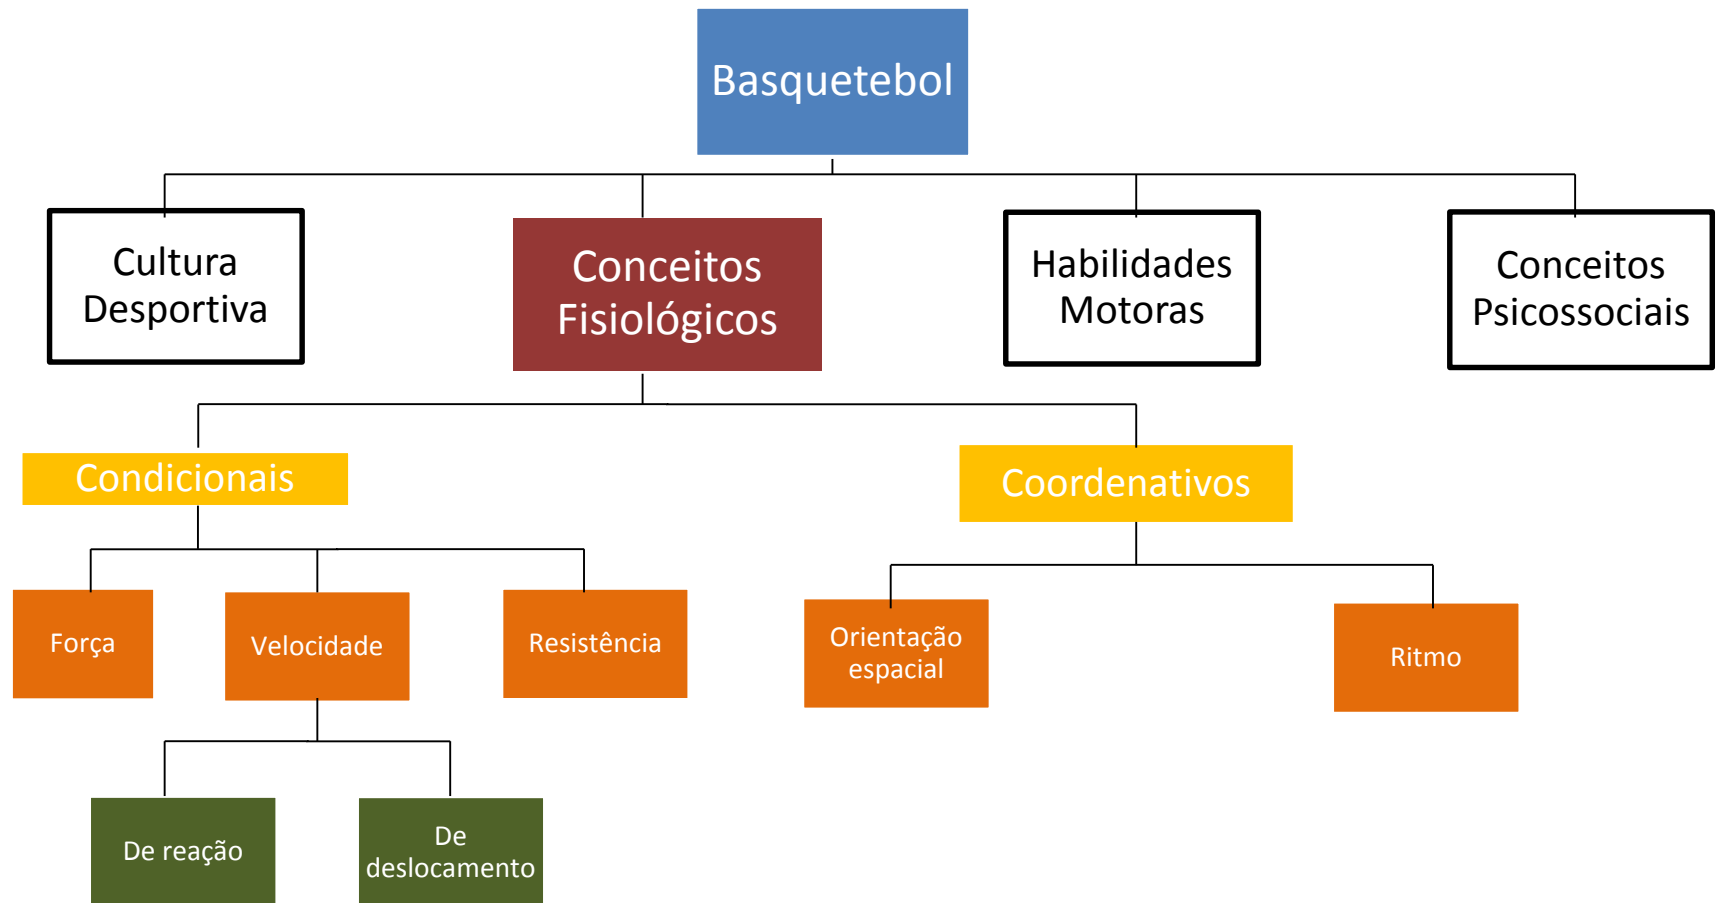 Basquetebol
Cultura
Desportiva
Conceitos
Fisiológicos
Habilidades
Motoras
Conceitos
Psicossociais
Condicionais
Coordenativos
Força
Velocidade
Resistência
Orientação
espacial
Ritmo
De reação
De
deslocamento